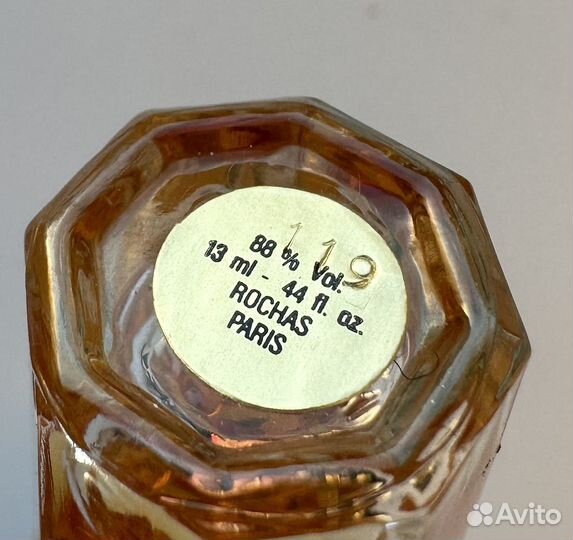 119
88 % Vol.
13 ml - 44 fl. oz.
ROCHAS
PARIS
Avito